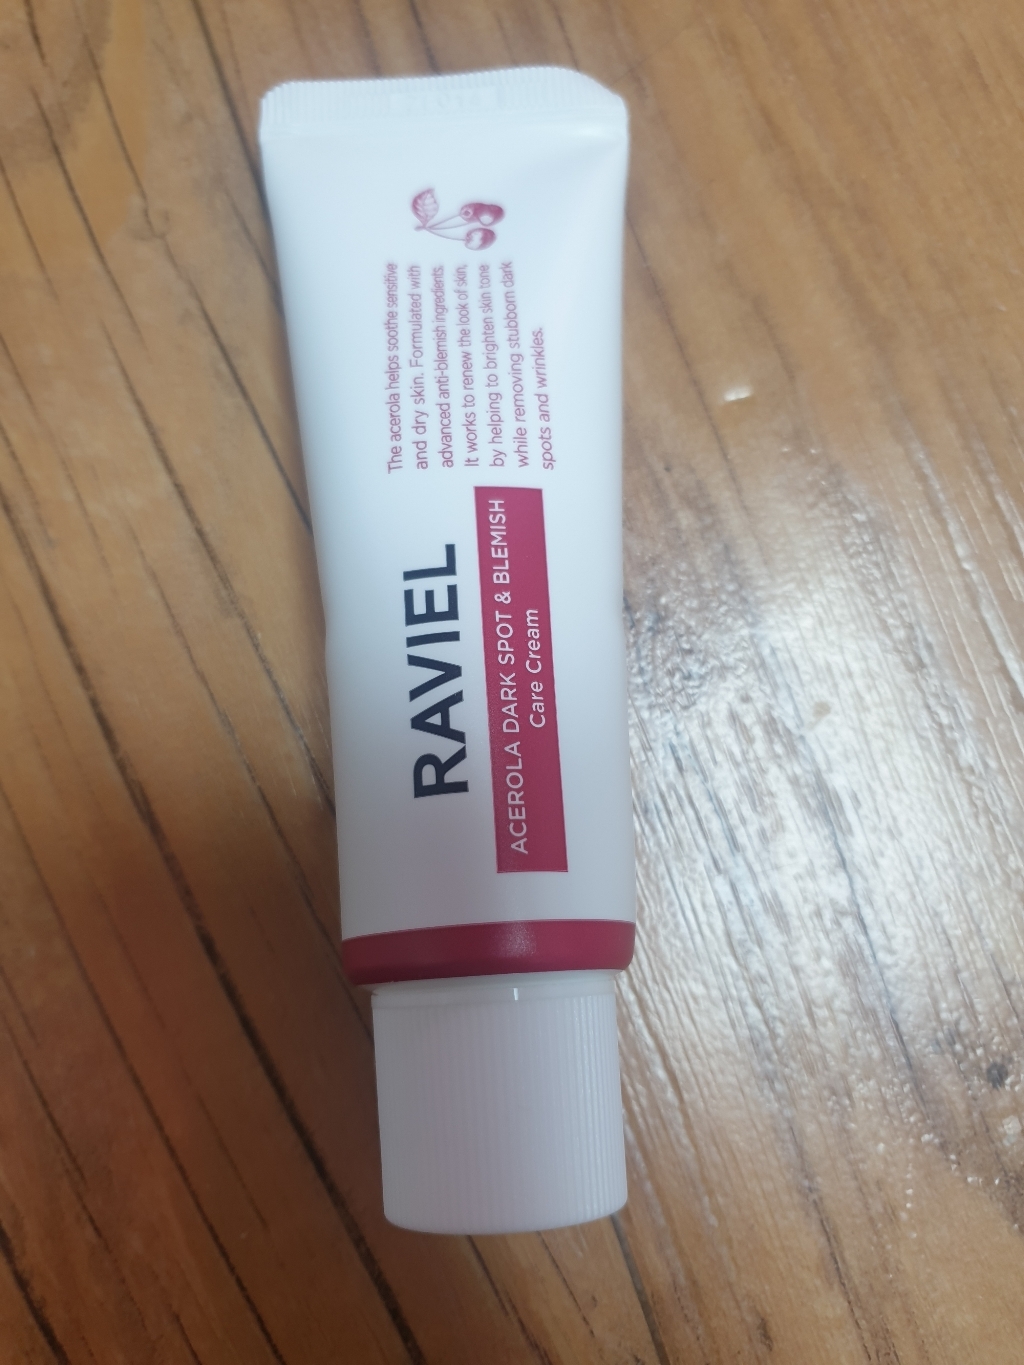 RAVIEL
ACEROLA DARK SPOT & BLEMISH
Care Cream
The acerola helps soothe sensitive
and dry skin. Formulated with
advanced anti-blemish ingredients.
It works to renew the look of skin,
by helping to brighten skin tone
while removing stubborn dark
spots and wrinkles.